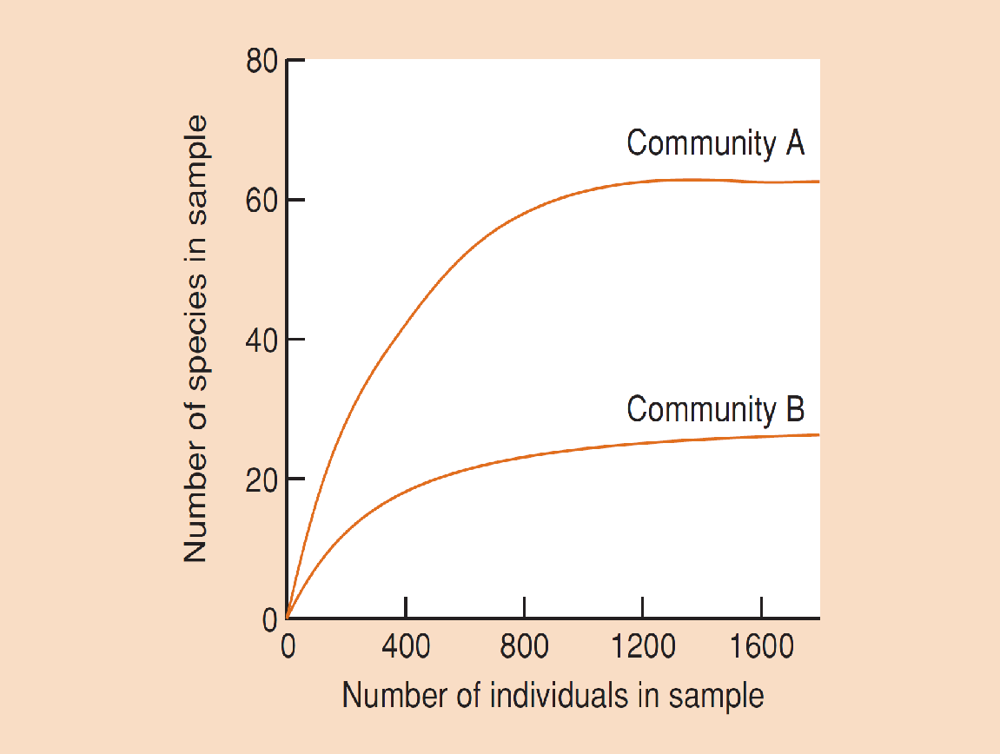 80
60
40
20
0
Number of species in sample
Community A
Community B
0 400 800 1200 1600
Number of individuals in sample